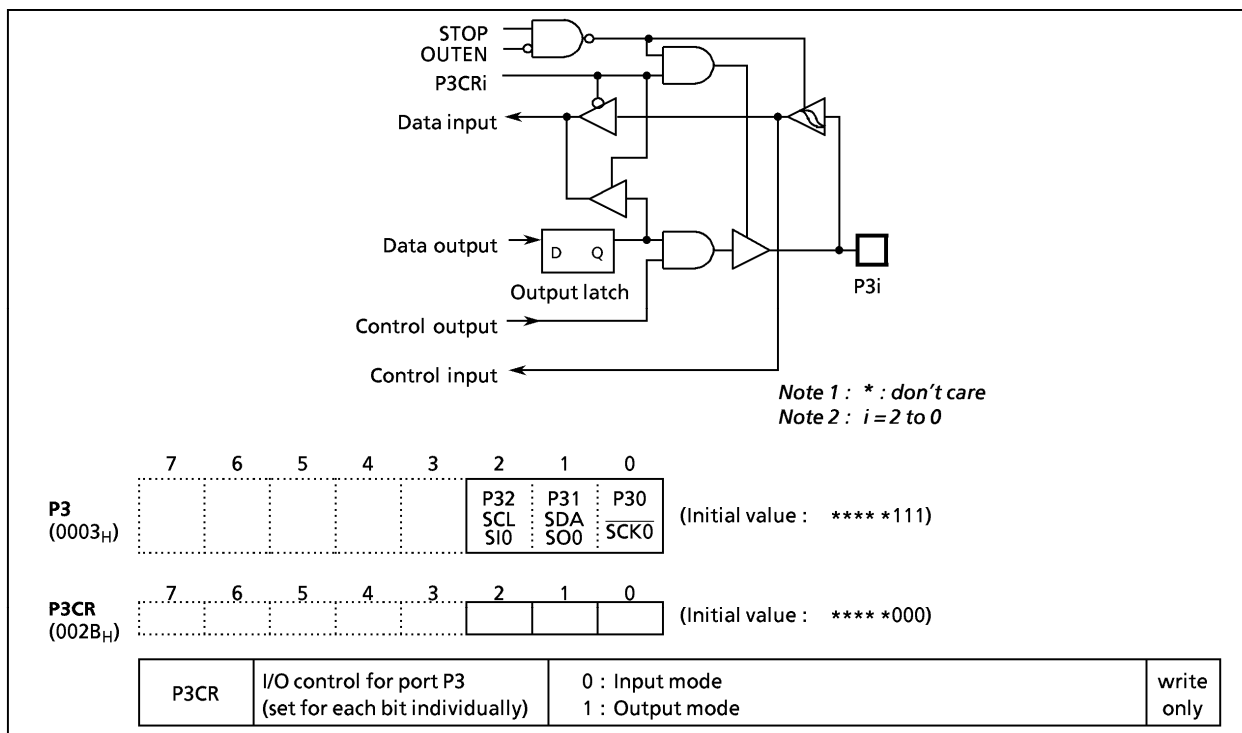 STOP
OUTEN
P3CRi
Data input
Data output
D Q
Output latch
P3i
Control output
Control input
Note 1 : * : don't care
Note 2 : i = 2 to 0
7 6 5 4 3 2 1 0
P3
(0003H)
P32 P31 P30
SCL SDA SCK0
SI0 SO0
(Initial value : **** *111)
7 6 5 4 3 2 1 0
P3CR
(002BH)
(Initial value : **** *000)
P3CR
I/O control for port P3
(set for each bit individually)
0 : Input mode
1 : Output mode
write
only